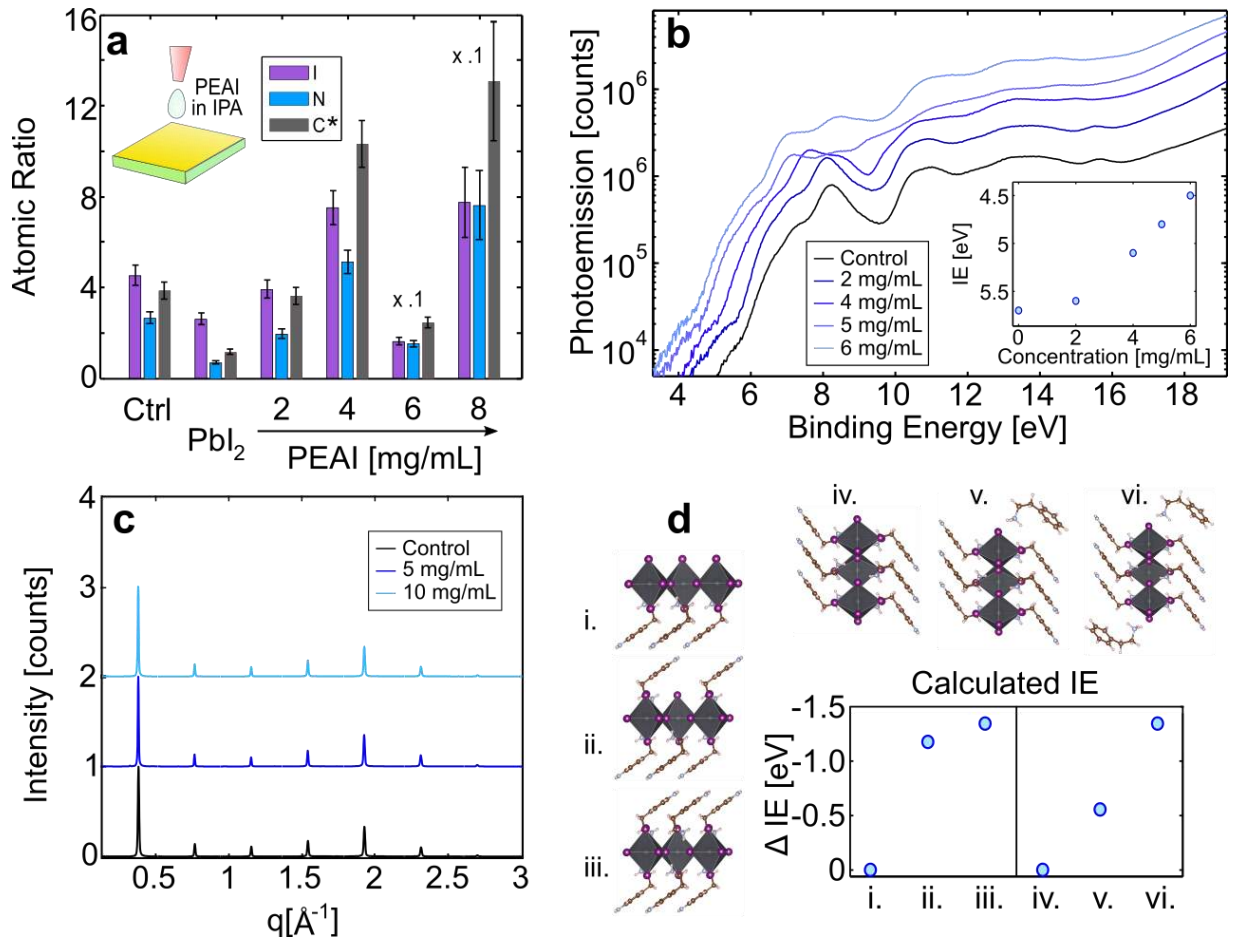 a
16
12
8
4
0
Atomic Ratio
PEAI
in IPA
I
N
C*
x .1
x .1
Ctrl
PbI2
2
4
6
8
PEAI [mg/mL]
b
10^6
10^6
10^5
10^4
Photoemission [counts]
Control
2 mg/mL
4 mg/mL
5 mg/mL
6 mg/mL
4.5
5
5.5
IE [eV]
0
2
4
6
Concentration [mg/mL]
4
6
8
10
12
14
16
18
Binding Energy [eV]
c
4
3
2
1
0
Intensity [counts]
Control
5 mg/mL
10 mg/mL
0.5
1
1.5
2
2.5
3
q[Å^-1]
d
i.
ii.
iii.
iv.
v.
vi.
Calculated IE
-1.5
-1.0
-0.5
0
Δ IE [eV]
i.
ii.
iii.
iv.
v.
vi.